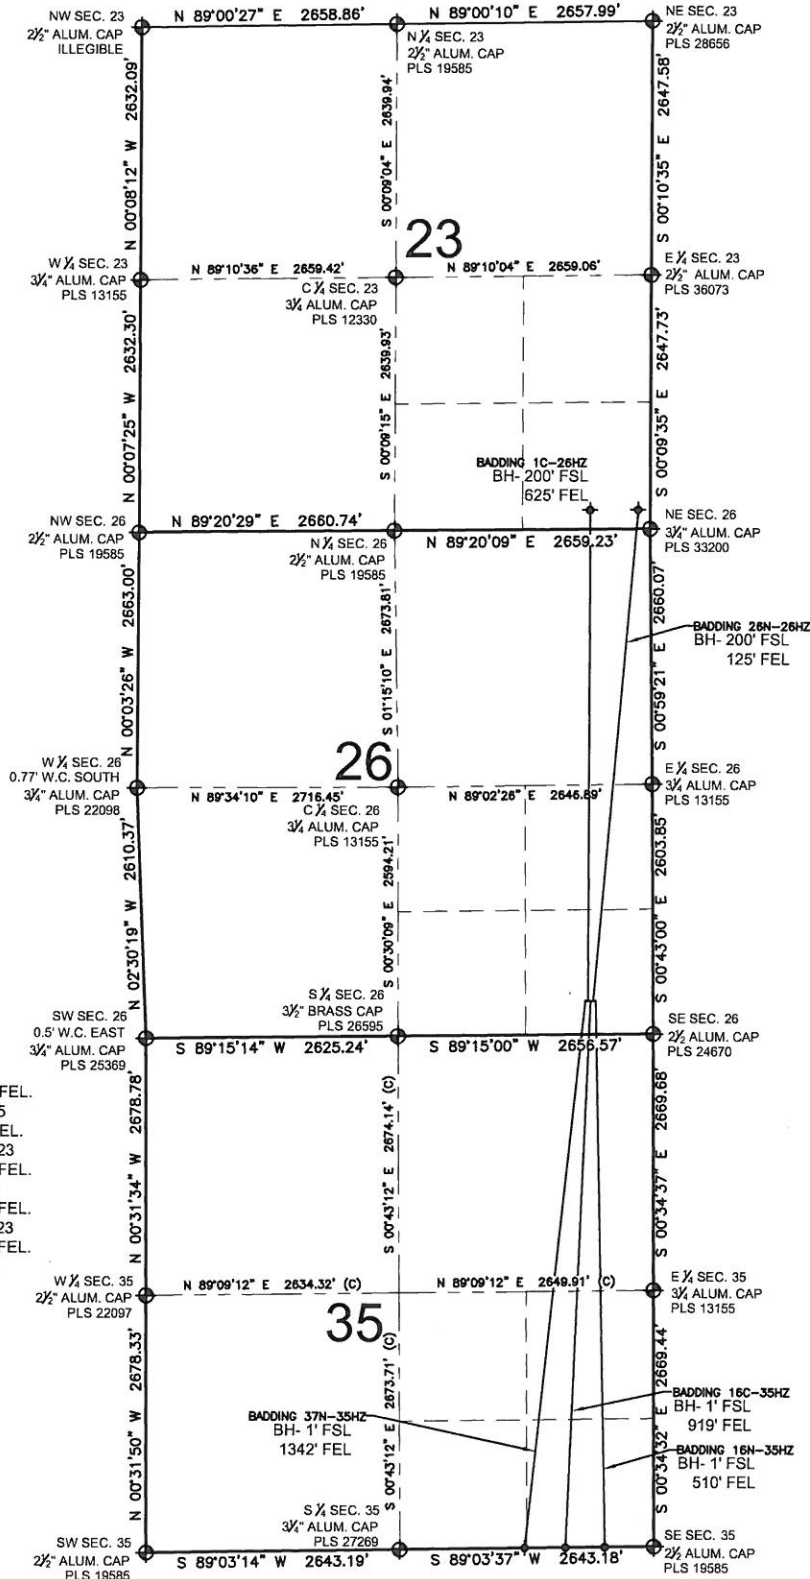 NW SEC. 23
2½" ALUM. CAP
ILLEGIBLE
N 89°00'27" E 2658.86'
N ¼ SEC. 23
2½" ALUM. CAP
PLS 19585
N 89°00'10" E 2657.99'
NE SEC. 23
2½" ALUM. CAP
PLS 28656
N 00°08'12" W 2632.09'
S 00°09'04" E 2639.94'
S 00°10'35" E 2647.58'
23
W ¼ SEC. 23
3¼" ALUM. CAP
PLS 13155
N 89°10'36" E 2659.42'
C ¼ SEC. 23
3¼ ALUM. CAP
PLS 12330
N 89°10'04" E 2659.06'
E ¼ SEC. 23
2½" ALUM. CAP
PLS 36073
N 00°07'25" W 2632.30'
S 00°09'15" E 2639.93'
S 00°09'35" E 2647.73'
BADDING 1C-26HZ
BH- 200' FSL
625' FEL
NW SEC. 26
2½" ALUM. CAP
PLS 19585
N 89°20'29" E 2660.74'
N ¼ SEC. 26
2½" ALUM. CAP
PLS 19585
N 89°20'09" E 2659.23'
NE SEC. 26
3¼" ALUM. CAP
PLS 33200
N 00°03'26" W 2663.00'
S 01°15'10" E 2673.81'
S 00°59'21" E 2660.07'
BADDING 26N-26HZ
BH- 200' FSL
125' FEL
26
W ¼ SEC. 26
0.77' W.C. SOUTH
3¼" ALUM. CAP
PLS 22098
N 89°34'10" E 2716.45'
C ¼ SEC. 26
3¼ ALUM. CAP
PLS 13155
N 89°02'26" E 2646.89'
E ¼ SEC. 26
3¼ ALUM. CAP
PLS 13155
N 02°30'19" W 2610.37'
S 00°30'09" E 2594.21'
S 00°43'00" E 2603.85'
SW SEC. 26
0.5' W.C. EAST
3¼" ALUM. CAP
PLS 25369
S 89°15'14" W 2625.24'
S ¼ SEC. 26
3½" BRASS CAP
PLS 26595
S 89°15'00" W 2656.57'
SE SEC. 26
2½ ALUM. CAP
PLS 24670
FEL.
5
EL.
23
FEL.
FEL.
23
FEL.
N 00°31'34" W 2678.78'
S 00°43'12" E 2674.14' (C)
S 00°34'37" E 2669.68'
W ¼ SEC. 35
2½" ALUM. CAP
PLS 22097
N 89°09'12" E 2634.32' (C)
N 89°09'12" E 2649.91' (C)
E ¼ SEC. 35
3¼ ALUM. CAP
PLS 13155
35
N 00°31'50" W 2678.33'
S 00°43'12" E 2673.71' (C)
S 00°34'32" E 2669.44'
BADDING 37N-35HZ
BH- 1' FSL
1342' FEL
BADDING 16C-35HZ
BH- 1' FSL
919' FEL
BADDING 16N-35HZ
BH- 1' FSL
510' FEL
SW SEC. 35
2½" ALUM. CAP
PLS 19585
S 89°03'14" W 2643.19'
S ¼ SEC. 35
3¼" ALUM. CAP
PLS 27269
S 89°03'37" W 2643.18'
SE SEC. 35
2½ ALUM. CAP
PLS 19585